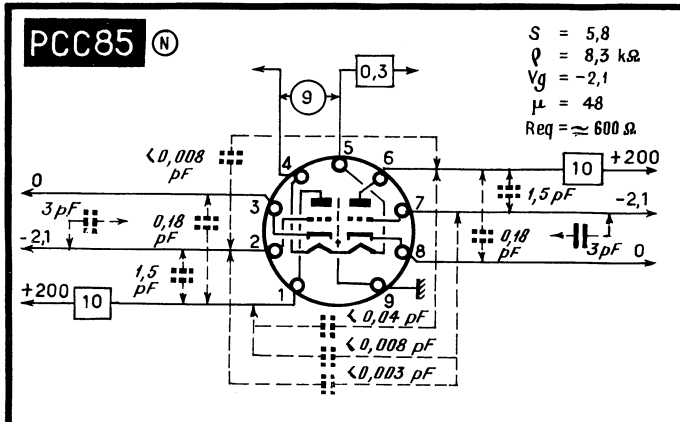 PCC85 N
S = 5,8
ρ = 8,3 kΩ
Vg = -2,1
μ = 48
Req = ≈ 600 Ω
0,3
9
5
4
6
< 0,008
pF
10
+200
0
1,5 pF
3
7
-2,1
3 pF
0,18
pF
0,18
pF
-2,1
2
8
3 pF
0
1,5
pF
1
9
+200
10
< 0,04 pF
< 0,008 pF
< 0,003 pF